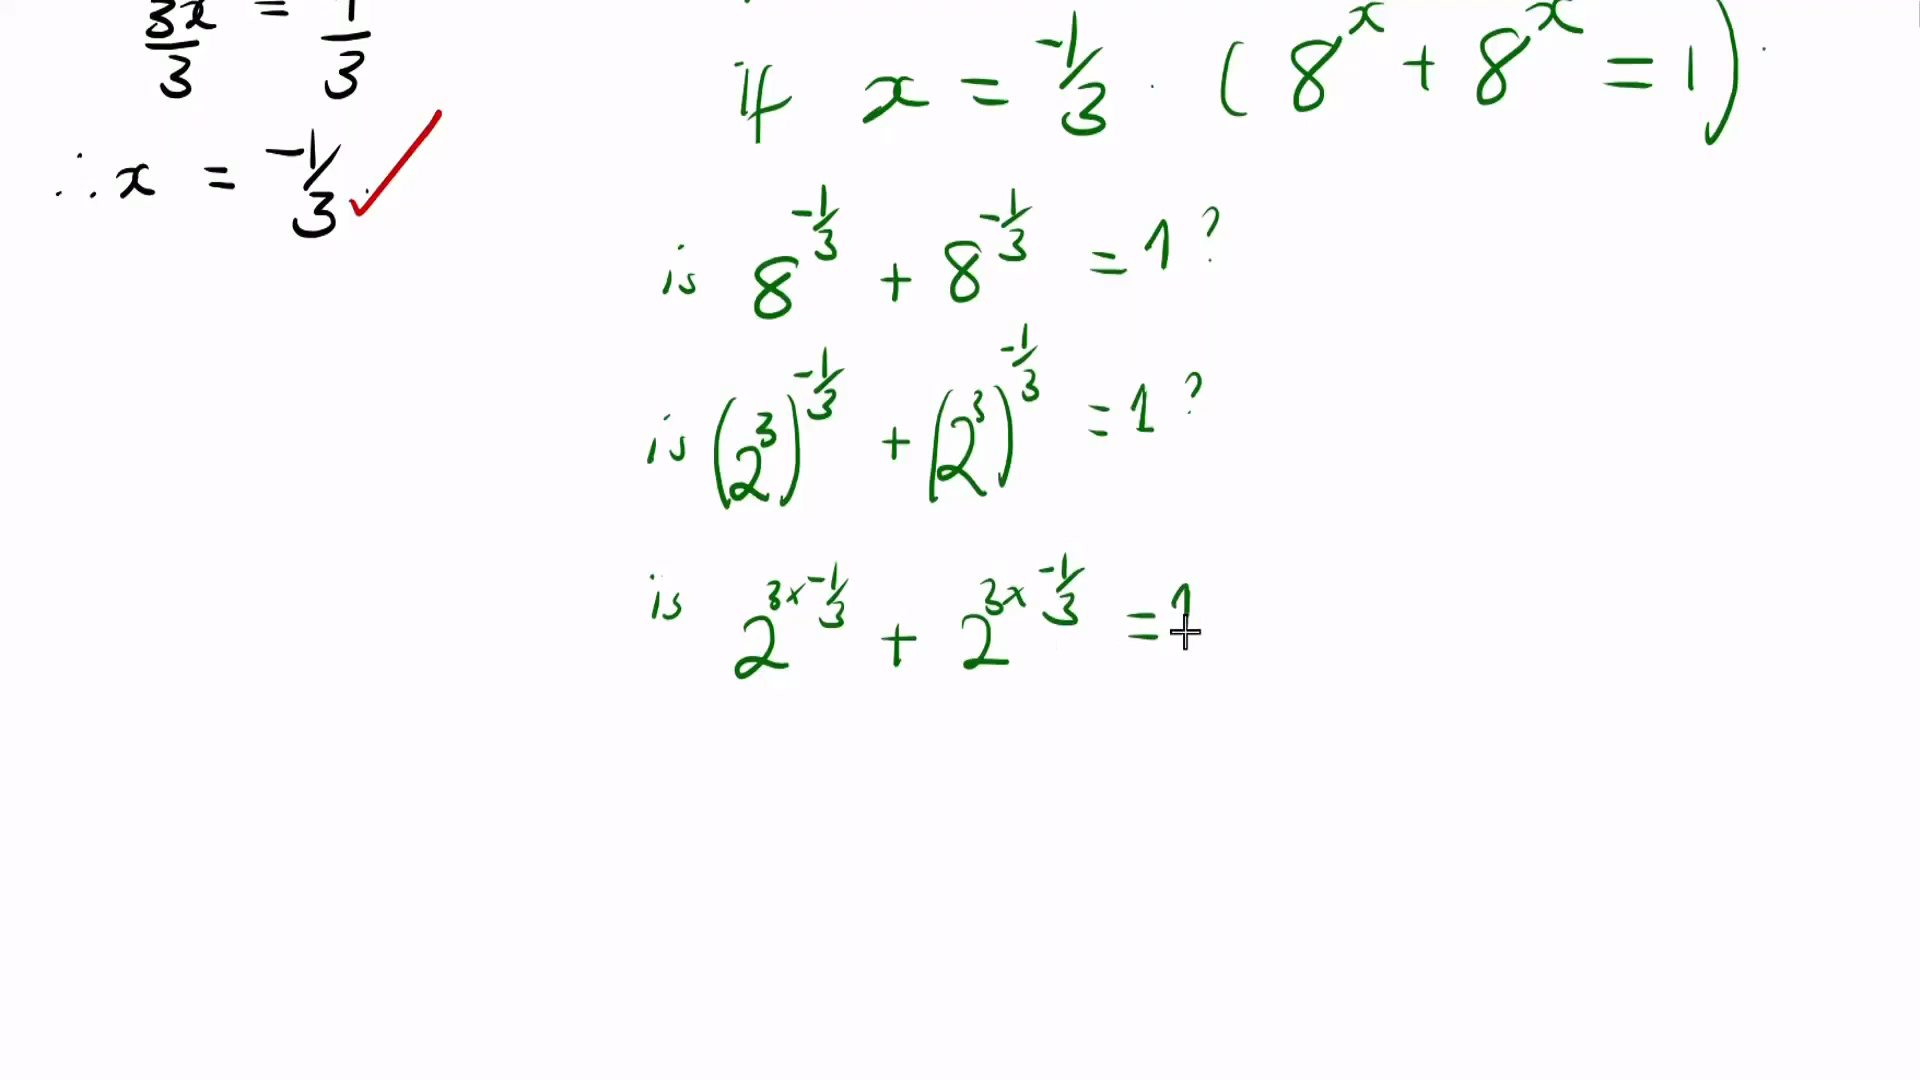 3x/3 = 1/3
∴ x = -1/3 ✓
if x = -1/3 . (8^x + 8^x = 1)
is 8^(-1/3) + 8^(-1/3) = 1 ?
is (2^3)^(-1/3) + (2^3)^(-1/3) = 1 ?
is 2^(3x-1/3) + 2^(3x-1/3) = 1